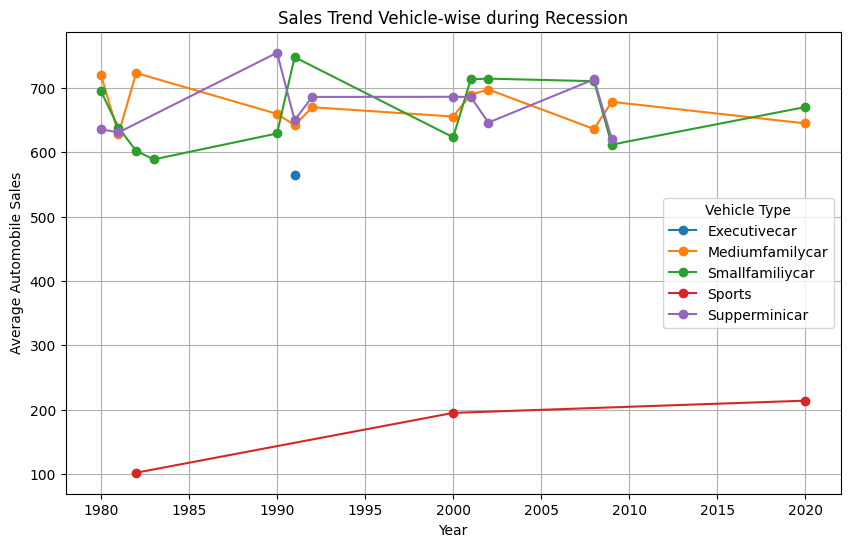 Sales Trend Vehicle-wise during Recession
Average Automobile Sales
700
600
500
400
300
200
100
Vehicle Type
Executivecar
Mediumfamilycar
Smallfamiliycar
Sports
Supperminicar
1980 1985 1990 1995 2000 2005 2010 2015 2020
Year